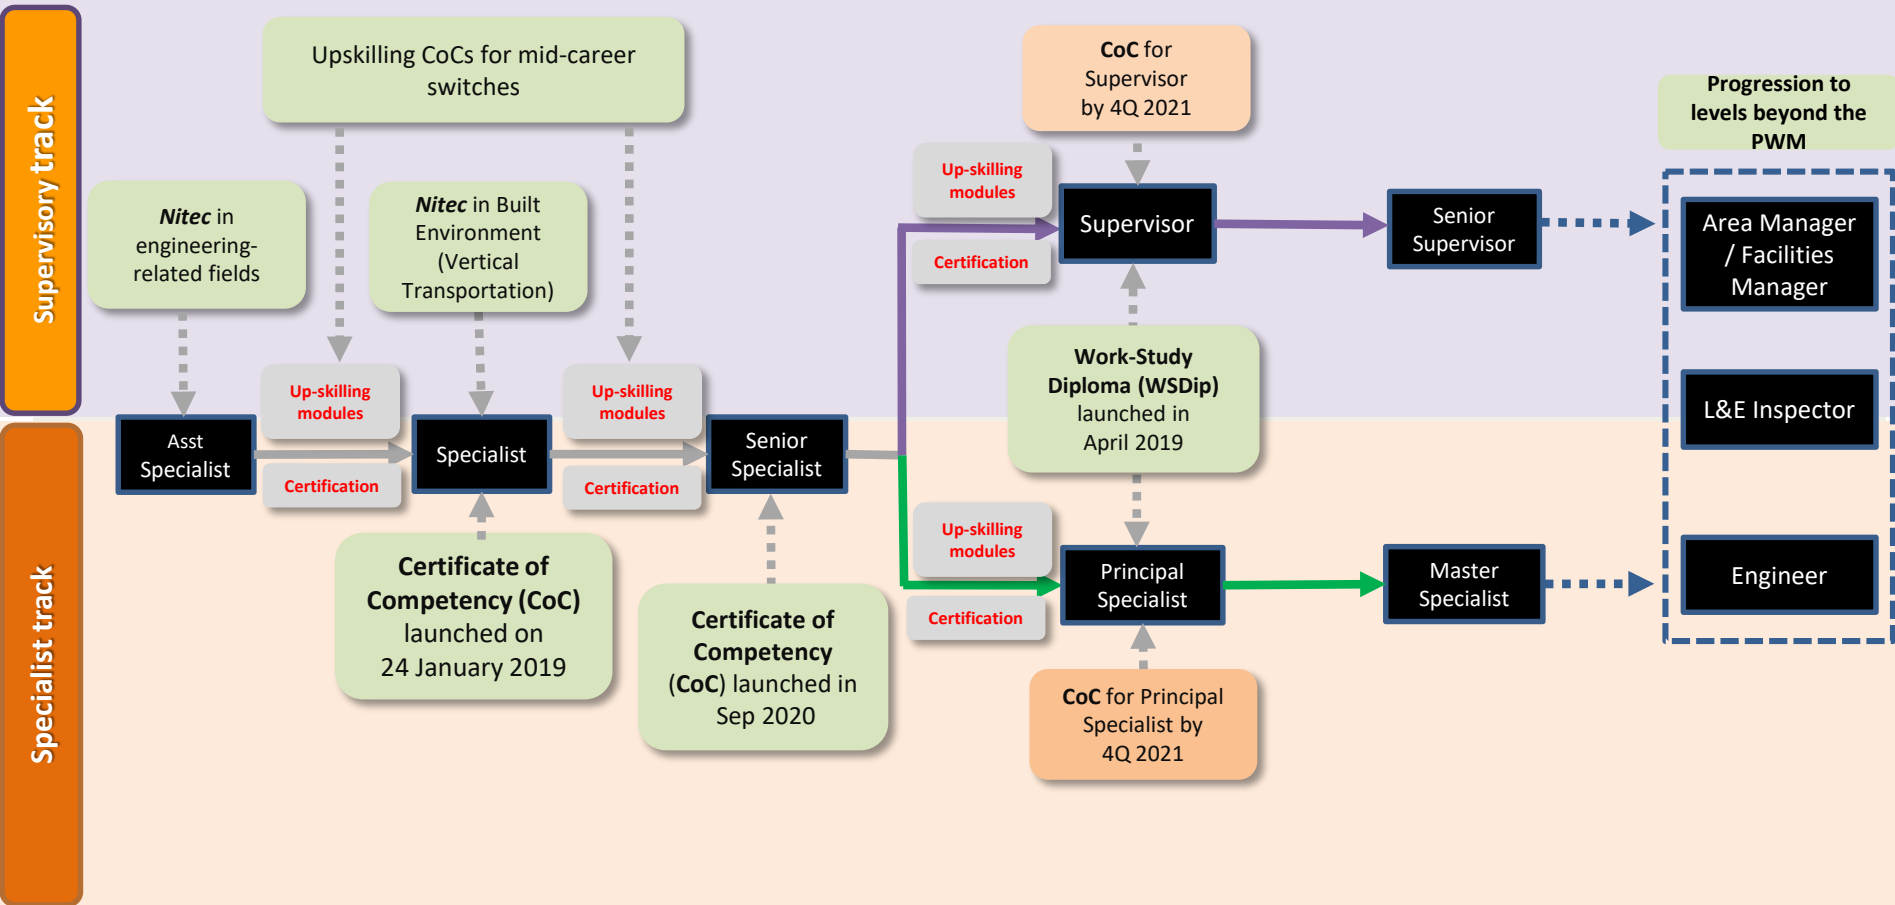 Supervisory track
Upskilling CoCs for mid-career
switches
CoC for
Supervisor
by 4Q 2021
Progression to
levels beyond the
PWM
Nitec in
engineering-
related fields
Nitec in Built
Environment
(Vertical
Transportation)
Up-skilling
modules
Certification
Supervisor
Senior
Supervisor
Area Manager
/ Facilities
Manager
Work-Study
Diploma (WSDip)
launched in
April 2019
L&E Inspector
Specialist track
Asst
Specialist
Up-skilling
modules
Certification
Specialist
Up-skilling
modules
Certification
Senior
Specialist
Up-skilling
modules
Certification
Principal
Specialist
Master
Specialist
Engineer
Certificate of
Competency (CoC)
launched on
24 January 2019
Certificate of
Competency
(CoC) launched in
Sep 2020
CoC for Principal
Specialist by
4Q 2021